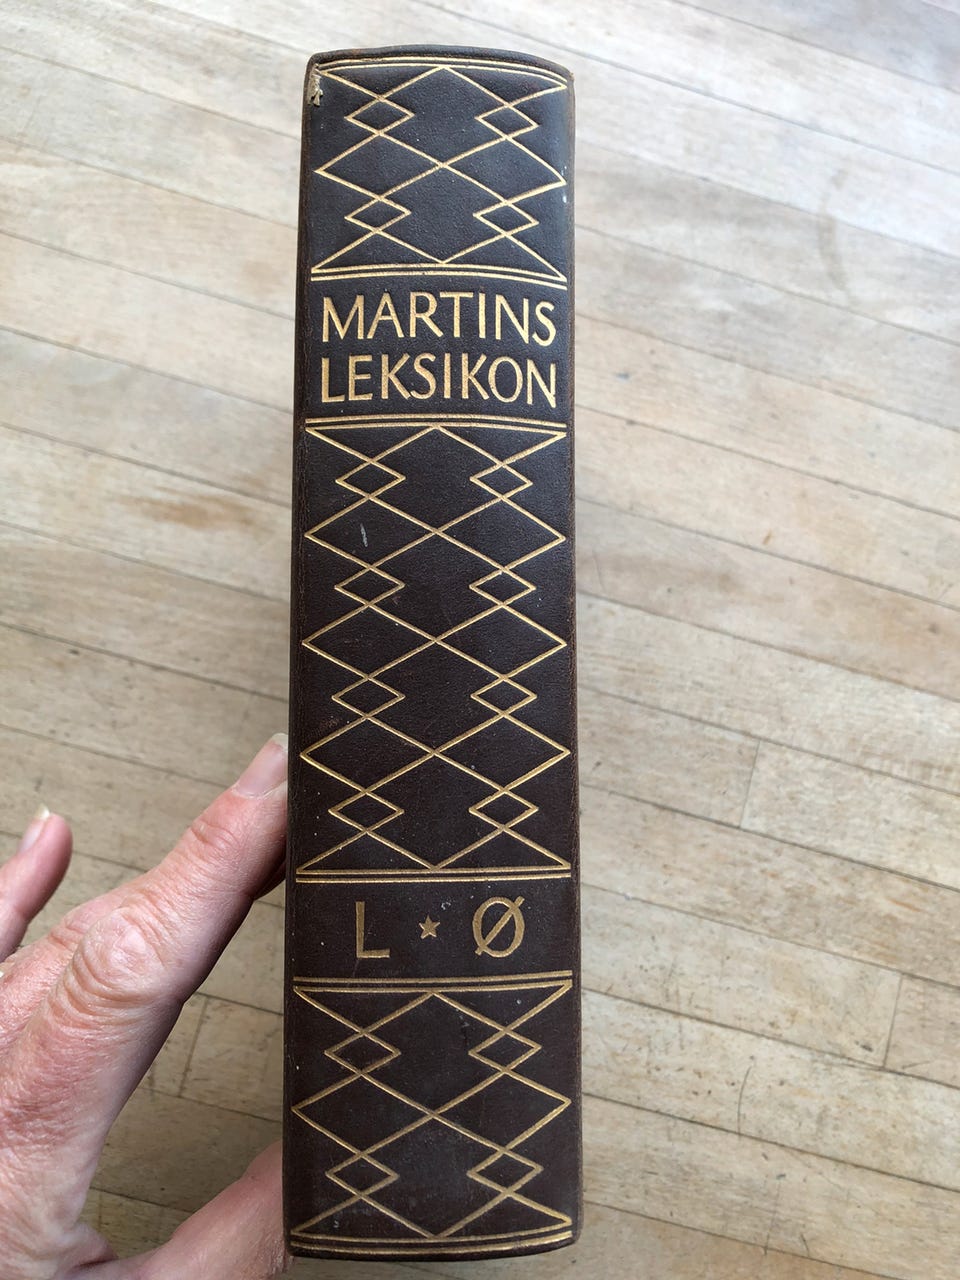 MARTINS
LEKSIKON
L ★ Ø